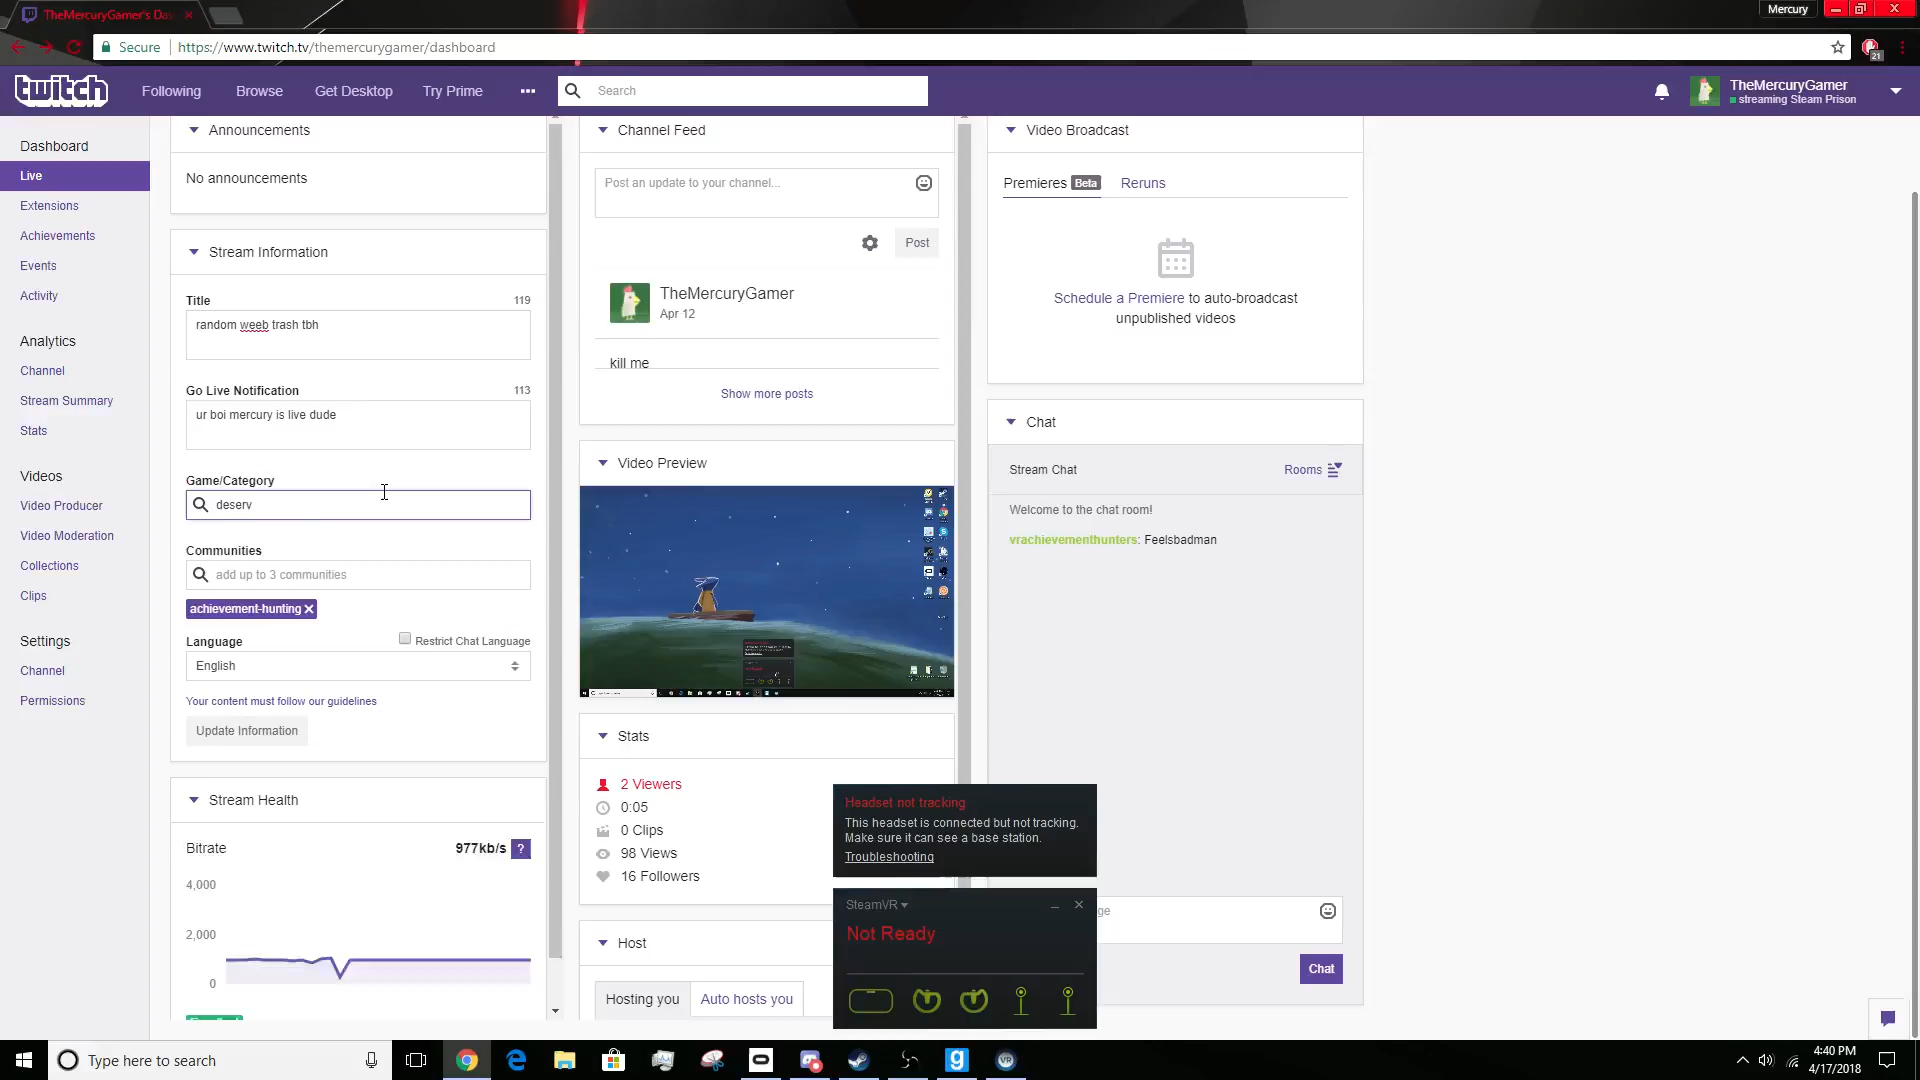 TheMercuryGamer's Da
Mercury
Secure
https://www.twitch.tv/themercurygamer/dashboard
21
twitch
Following
Browse
Get Desktop
Try Prime
Search
TheMercuryGamer
streaming Steam Prison
Dashboard
Live
Extensions
Achievements
Events
Activity
Analytics
Channel
Stream Summary
Stats
Videos
Video Producer
Video Moderation
Collections
Clips
Settings
Channel
Permissions
Announcements
No announcements
Stream Information
Title 119
random weeb trash tbh
Go Live Notification 113
ur boi mercury is live dude
Game/Category
deserv
Communities
add up to 3 communities
achievement-hunting
Language
Restrict Chat Language
English
Your content must follow our guidelines
Update Information
Stream Health
Bitrate 977kb/s ?
4,000
2,000
0
Channel Feed
Post an update to your channel...
Post
TheMercuryGamer
Apr 12
kill me
Show more posts
Video Preview
Stats
2 Viewers
0:05
0 Clips
98 Views
16 Followers
Host
Hosting you
Auto hosts you
Video Broadcast
Premieres Beta
Reruns
Schedule a Premiere to auto-broadcast
unpublished videos
Chat
Stream Chat
Rooms
Welcome to the chat room!
vrachievementhunters: Feelsbadman
Chat
Headset not tracking
This headset is connected but not tracking.
Make sure it can see a base station.
Troubleshooting
SteamVR
Not Ready
Type here to search
4:40 PM
4/17/2018